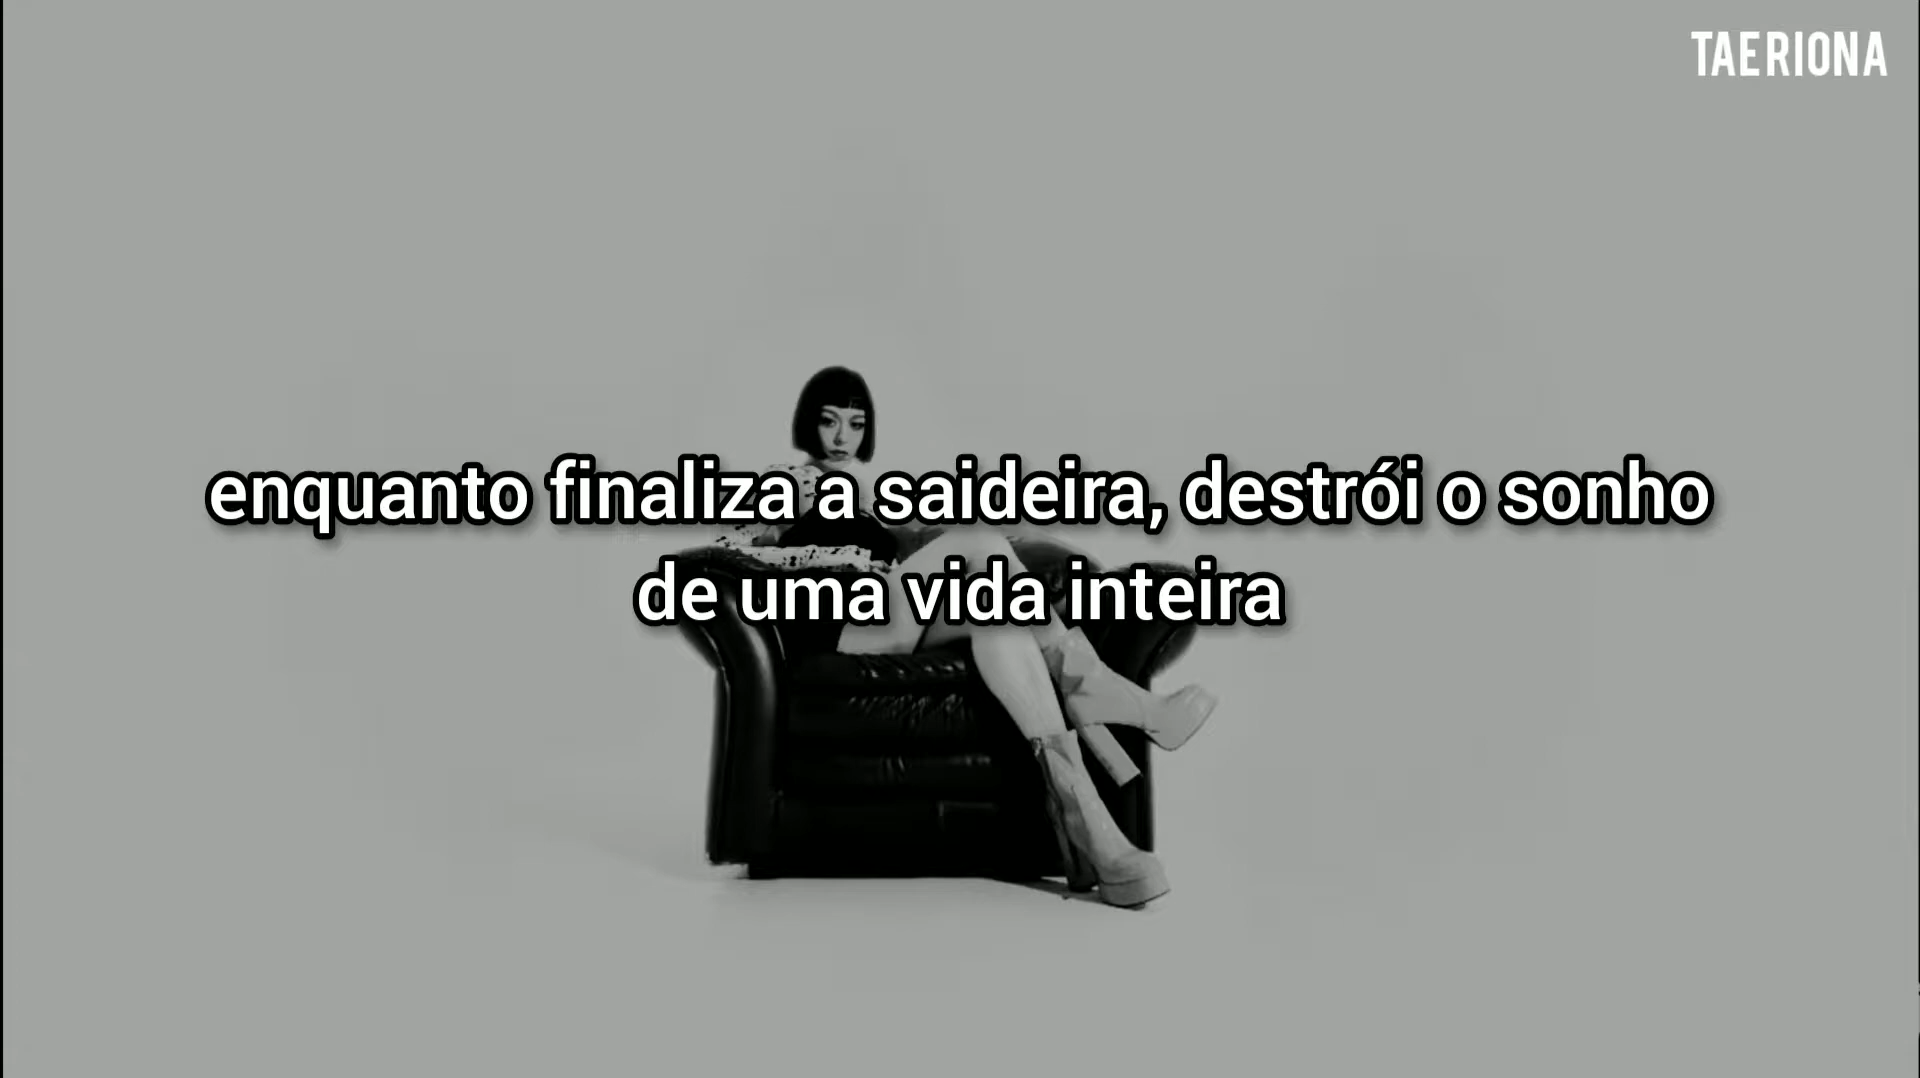 TAERIONA
enquanto finaliza a saideira, destrói o sonho
de uma vida inteira